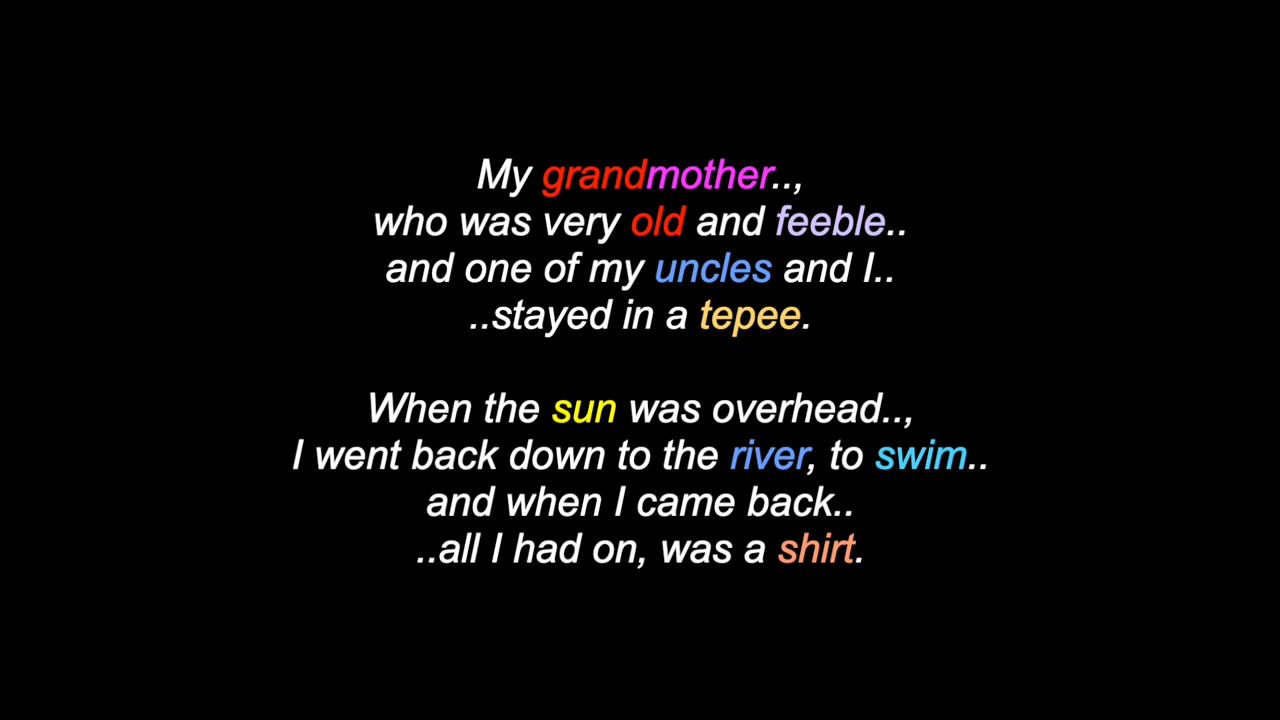 My grandmother..,
who was very old and feeble..
and one of my uncles and I..
..stayed in a tepee.
When the sun was overhead..,
I went back down to the river, to swim..
and when I came back..
..all I had on, was a shirt.